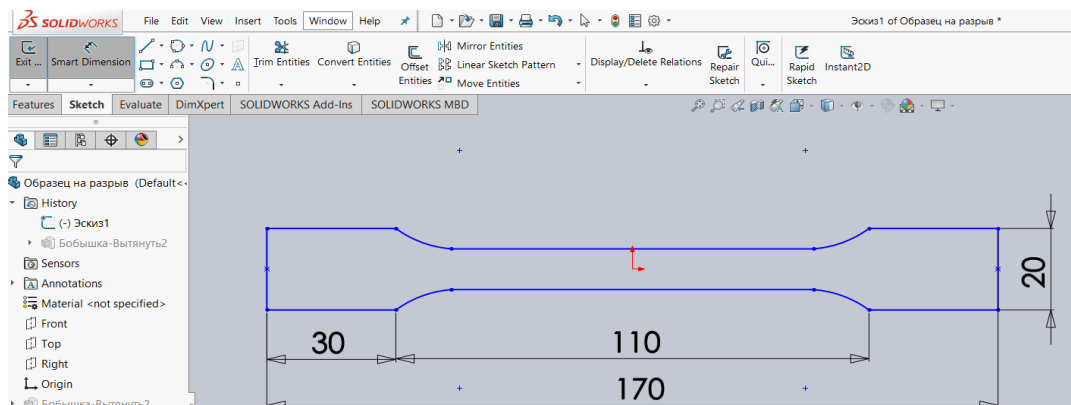 SOLIDWORKS File Edit View Insert Tools Window Help Эскиз1 of Образец на разрыв *
Exit ... Smart Dimension Trim Entities Convert Entities Offset Entities Mirror Entities Linear Sketch Pattern Move Entities Display/Delete Relations Repair Sketch Qui... Rapid Sketch Instant2D
Features Sketch Evaluate DimXpert SOLIDWORKS Add-Ins SOLIDWORKS MBD
Образец на разрыв (Default<<
History
(-) Эскиз1
Бобышка-Вытянуть2
Sensors
Annotations
Material <not specified>
Front
Top
Right
Origin
Бобышка-Вытянуть2
20
30 110
170